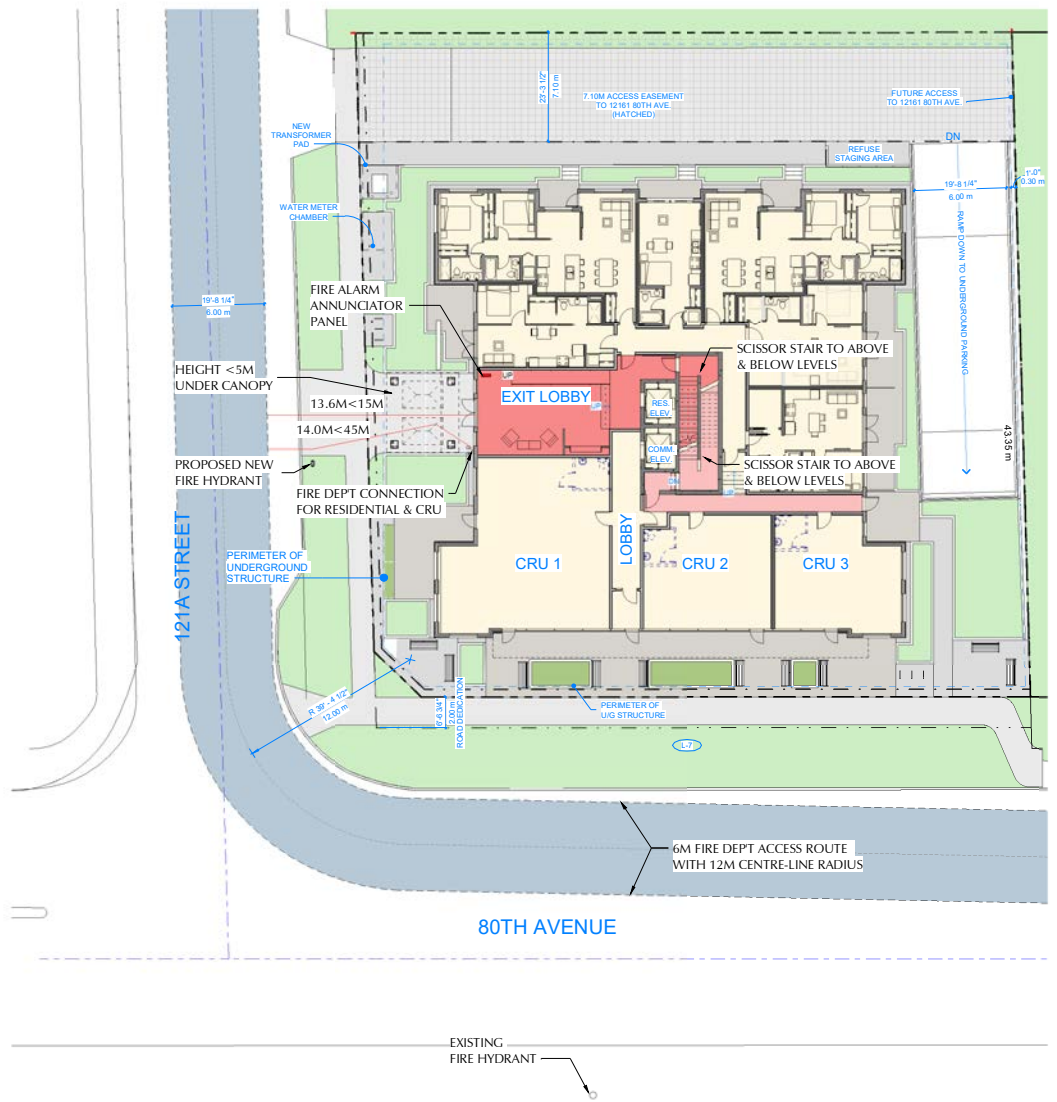 23'-3 1/2"
7.10 m
7.10M ACCESS EASEMENT
TO 12161 80TH AVE.
(HATCHED)
FUTURE ACCESS
TO 12161 80TH AVE.
NEW
TRANSFORMER
PAD
DN
REFUSE
STAGING AREA
1'-0"
0.30 m
19'-8 1/4"
6.00 m
WATER METER
CHAMBER
RAMP DOWN TO UNDERGROUND PARKING
FIRE ALARM
ANNUNCIATOR
PANEL
19'-8 1/4"
6.00 m
SCISSOR STAIR TO ABOVE
& BELOW LEVELS
HEIGHT <5M
UNDER CANOPY
UP
EXIT LOBBY
13.6M<15M
UP
RES.
ELEV.
14.0M<45M
43.35 m
COMM.
ELEV.
PROPOSED NEW
FIRE HYDRANT
SCISSOR STAIR TO ABOVE
& BELOW LEVELS
FIRE DEP'T CONNECTION
FOR RESIDENTIAL & CRU
DN
UP
121A STREET
PERIMETER OF
UNDERGROUND
STRUCTURE
CRU 1
LOBBY
CRU 2
CRU 3
R 39' - 4 1/2"
12.00 m
6'-6 3/4"
2.00 m
ROAD DEDICATION
PERIMETER OF
U/G STRUCTURE
L-7
6M FIRE DEP'T ACCESS ROUTE
WITH 12M CENTRE-LINE RADIUS
80TH AVENUE
EXISTING
FIRE HYDRANT